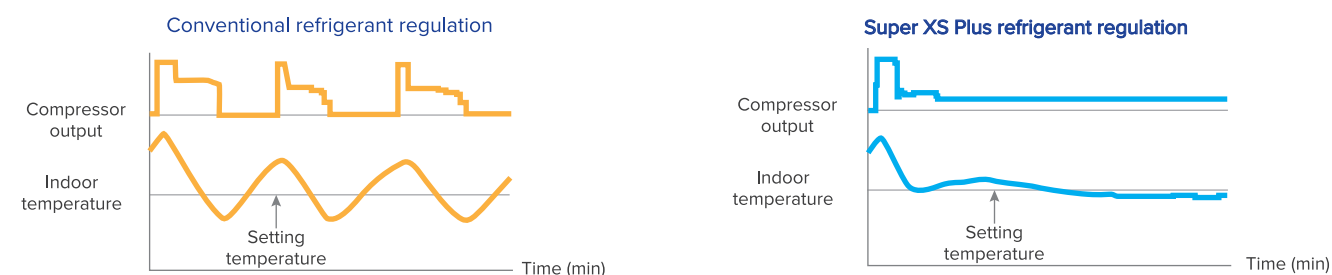 Conventional refrigerant regulation
Compressor
output
Indoor
temperature
Setting
temperature
Time (min)
Super XS Plus refrigerant regulation
Compressor
output
Indoor
temperature
Setting
temperature
Time (min)